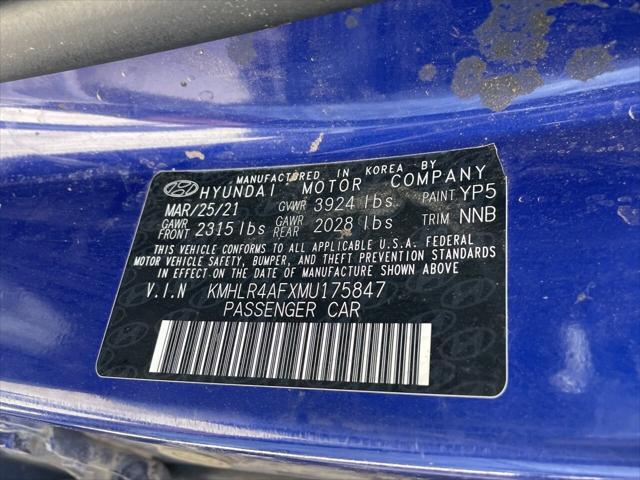 MANUFACTURED IN KOREA BY
HYUNDAI MOTOR COMPANY
MAR/25/21 GVWR 3924 lbs PAINT YP5
GAWR FRONT 2315 lbs GAWR REAR 2028 lbs TRIM NNB
THIS VEHICLE CONFORMS TO ALL APPLICABLE U.S.A. FEDERAL
MOTOR VEHICLE SAFETY, BUMPER, AND THEFT PREVENTION STANDARDS
IN EFFECT ON THE DATE OF MANUFACTURE SHOWN ABOVE
V.I.N KMHLR4AFXMU175847
PASSENGER CAR